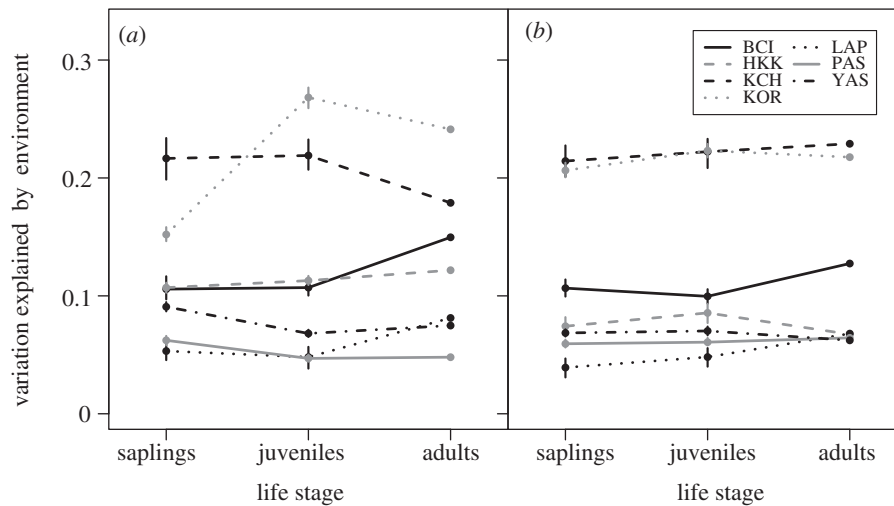 (a)
(b)
BCI
HKK
KCH
KOR
LAP
PAS
YAS
variation explained by environment
0.3
0.2
0.1
0
saplings juveniles adults
saplings juveniles adults
life stage
life stage